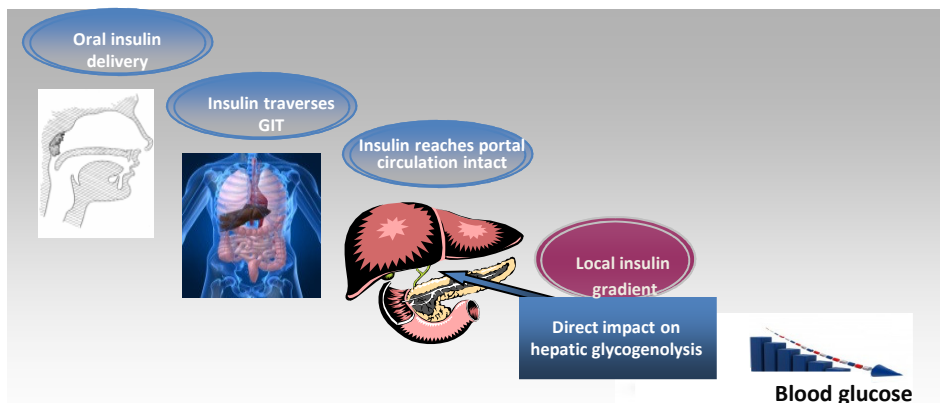 Oral insulin
delivery
Insulin traverses
GIT
Insulin reaches portal
circulation intact
Local insulin
gradient
Direct impact on
hepatic glycogenolysis
Blood glucose